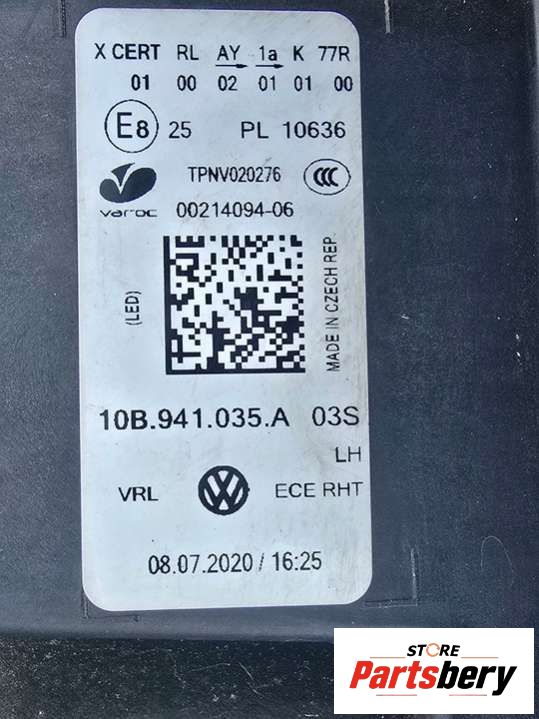 X CERT RL AY 1a K 77R
01 00 02 01 01 00
E8 25 PL 10636
TPNV020276 CCC
varoc 00214094-06
(LED)
MADE IN CZECH REP.
10B.941.035.A 03S
LH
VRL VW ECE RHT
08.07.2020 / 16:25
STORE
Partsbery